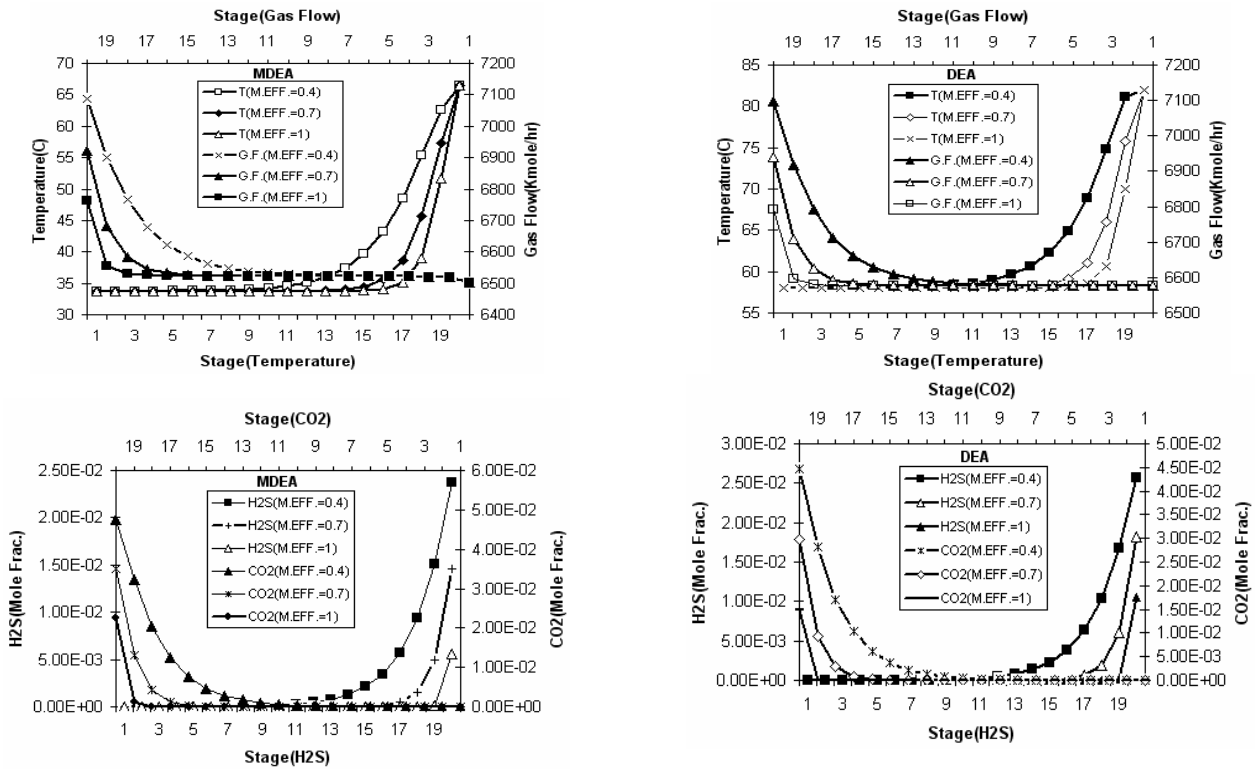 Stage(Gas Flow)
19 17 15 13 11 9 7 5 3 1
MDEA
T(M.EFF.=0.4)
T(M.EFF.=0.7)
T(M.EFF.=1)
G.F.(M.EFF.=0.4)
G.F.(M.EFF.=0.7)
G.F.(M.EFF.=1)
Temperature(C)
70
65
60
55
50
45
40
35
30
7200
7100
7000
6900
6800
6700
6600
6500
6400
Gas Flow(Kmole/hr)
1 3 5 7 9 11 13 15 17 19
Stage(Temperature)
Stage(Gas Flow)
19 17 15 13 11 9 7 5 3 1
DEA
T(M.EFF.=0.4)
T(M.EFF.=0.7)
T(M.EFF.=1)
G.F.(M.EFF.=0.4)
G.F.(M.EFF.=0.7)
G.F.(M.EFF.=1)
Temperature(C)
85
80
75
70
65
60
55
7200
7100
7000
6900
6800
6700
6600
6500
Gas Flow(Kmole/hr)
1 3 5 7 9 11 13 15 17 19
Stage(Temperature)
Stage(CO2)
19 17 15 13 11 9 7 5 3 1
MDEA
H2S(M.EFF.=0.4)
H2S(M.EFF.=0.7)
H2S(M.EFF.=1)
CO2(M.EFF.=0.4)
CO2(M.EFF.=0.7)
CO2(M.EFF.=1)
H2S(Mole Frac.)
2.50E-02
2.00E-02
1.50E-02
1.00E-02
5.00E-03
0.00E+00
6.00E-02
5.00E-02
4.00E-02
3.00E-02
2.00E-02
1.00E-02
0.00E+00
CO2(Mole Frac.)
1 3 5 7 9 11 13 15 17 19
Stage(H2S)
Stage(CO2)
19 17 15 13 11 9 7 5 3 1
DEA
H2S(M.EFF.=0.4)
H2S(M.EFF.=0.7)
H2S(M.EFF.=1)
CO2(M.EFF.=0.4)
CO2(M.EFF.=0.7)
CO2(M.EFF.=1)
H2S(Mole Frac.)
3.00E-02
2.50E-02
2.00E-02
1.50E-02
1.00E-02
5.00E-03
0.00E+00
5.00E-02
4.50E-02
4.00E-02
3.50E-02
3.00E-02
2.50E-02
2.00E-02
1.50E-02
1.00E-02
5.00E-03
0.00E+00
CO2(Mole Frac.)
1 3 5 7 9 11 13 15 17 19
Stage(H2S)